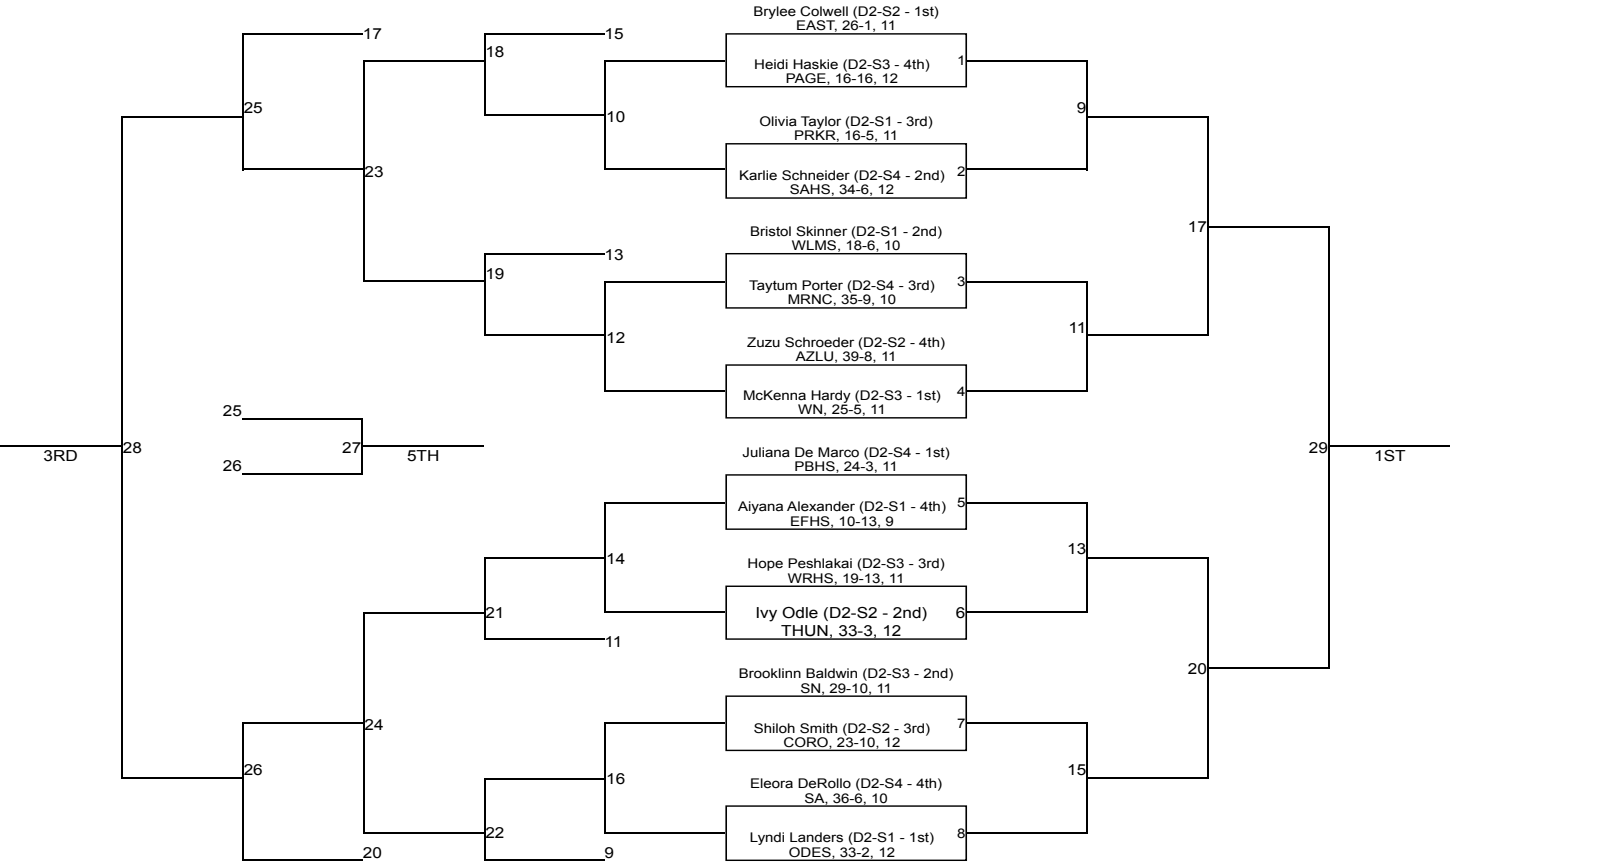 Brylee Colwell (D2-S2 - 1st)
EAST, 26-1, 11
17
15
18
Heidi Haskie (D2-S3 - 4th)
1
PAGE, 16-16, 12
25
9
10
Olivia Taylor (D2-S1 - 3rd)
PRKR, 16-5, 11
23
Karlie Schneider (D2-S4 - 2nd)
2
SAHS, 34-6, 12
17
Bristol Skinner (D2-S1 - 2nd)
WLMS, 18-6, 10
13
19
Taytum Porter (D2-S4 - 3rd)
3
MRNC, 35-9, 10
11
12
Zuzu Schroeder (D2-S2 - 4th)
AZLU, 39-8, 11
McKenna Hardy (D2-S3 - 1st)
4
WN, 25-5, 11
25
3RD
28
27
5TH
29
1ST
26
Juliana De Marco (D2-S4 - 1st)
PBHS, 24-3, 11
Aiyana Alexander (D2-S1 - 4th)
5
EFHS, 10-13, 9
13
14
Hope Peshlakai (D2-S3 - 3rd)
WRHS, 19-13, 11
21
Ivy Odle (D2-S2 - 2nd)
6
THUN, 33-3, 12
11
20
Brooklinn Baldwin (D2-S3 - 2nd)
SN, 29-10, 11
24
Shiloh Smith (D2-S2 - 3rd)
7
CORO, 23-10, 12
26
15
16
Eleora DeRollo (D2-S4 - 4th)
SA, 36-6, 10
22
Lyndi Landers (D2-S1 - 1st)
8
ODES, 33-2, 12
20
9